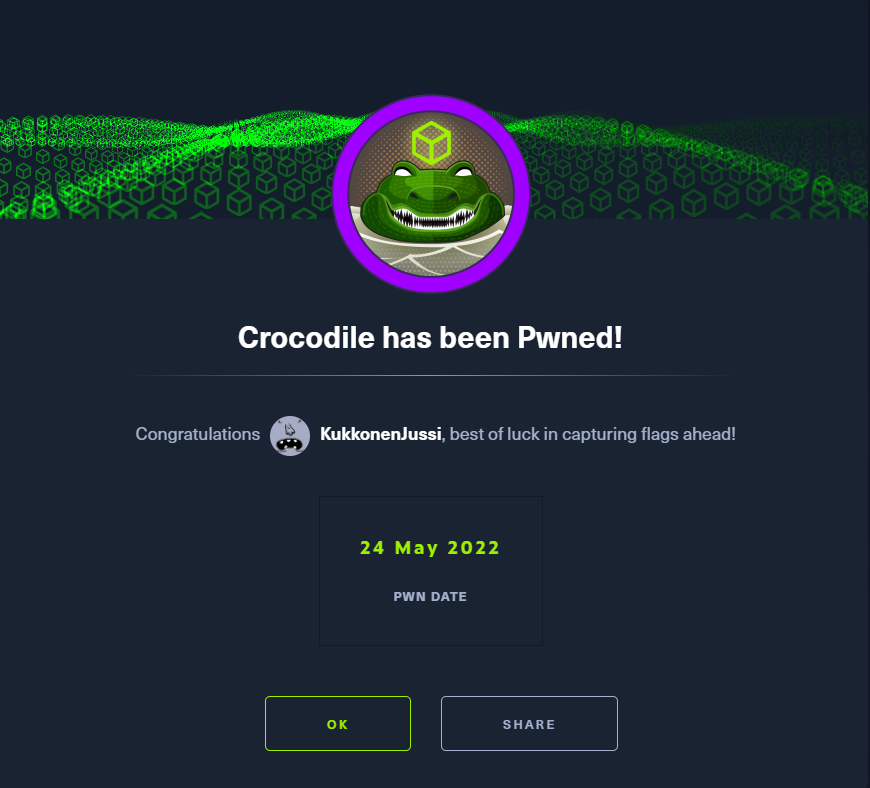 Crocodile has been Pwned!
Congratulations KukkonenJussi, best of luck in capturing flags ahead!
24 May 2022
PWN DATE
OK
SHARE